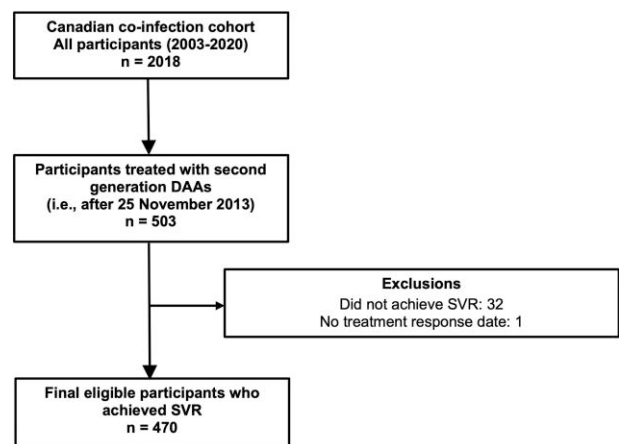 Canadian co-infection cohort
All participants (2003-2020)
n = 2018
Participants treated with second
generation DAAs
(i.e., after 25 November 2013)
n = 503
Exclusions
Did not achieve SVR: 32
No treatment response date: 1
Final eligible participants who
achieved SVR
n = 470